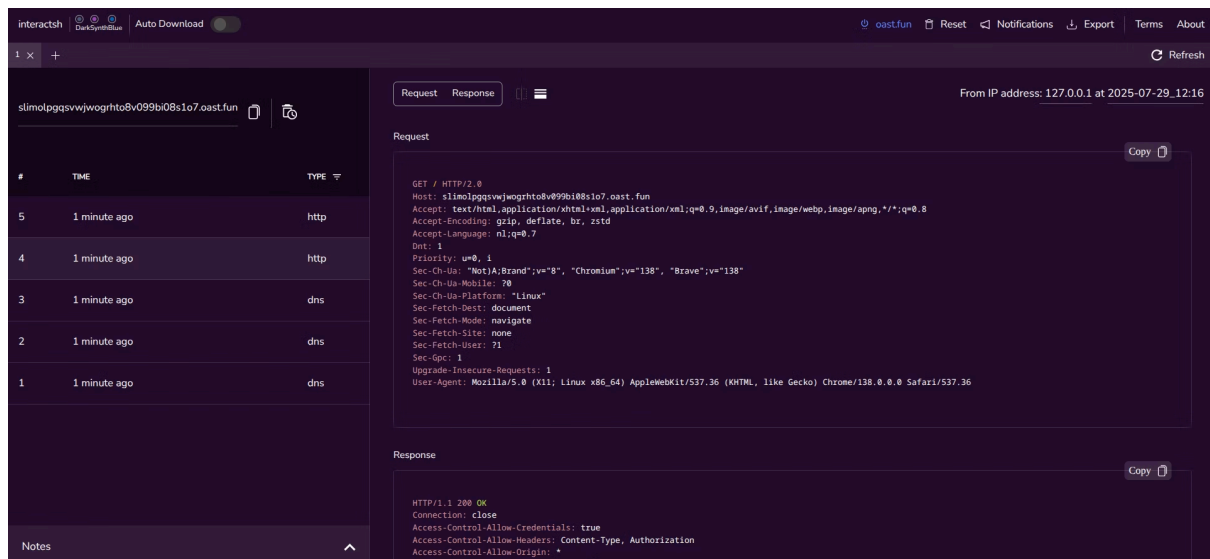 interactsh DarkSynthBlue Auto Download oast.fun Reset Notifications Export Terms About
1 × + Refresh
slimolpgqsvwjwogrhto8v099bi08s1o7.oast.fun
# TIME TYPE
5 1 minute ago http
4 1 minute ago http
3 1 minute ago dns
2 1 minute ago dns
1 1 minute ago dns
Notes
Request Response From IP address: 127.0.0.1 at 2025-07-29_12:16
Request
Copy
GET / HTTP/2.0
Host: slimolpgqsvwjwogrhto8v099bi08s1o7.oast.fun
Accept: text/html,application/xhtml+xml,application/xml;q=0.9,image/avif,image/webp,image/apng,*/*;q=0.8
Accept-Encoding: gzip, deflate, br, zstd
Accept-Language: nl;q=0.7
Dnt: 1
Priority: u=0, i
Sec-Ch-Ua: "Not)A;Brand";v="8", "Chromium";v="138", "Brave";v="138"
Sec-Ch-Ua-Mobile: ?0
Sec-Ch-Ua-Platform: "Linux"
Sec-Fetch-Dest: document
Sec-Fetch-Mode: navigate
Sec-Fetch-Site: none
Sec-Fetch-User: ?1
Sec-Gpc: 1
Upgrade-Insecure-Requests: 1
User-Agent: Mozilla/5.0 (X11; Linux x86_64) AppleWebKit/537.36 (KHTML, like Gecko) Chrome/138.0.0.0 Safari/537.36
Response
Copy
HTTP/1.1 200 OK
Connection: close
Access-Control-Allow-Credentials: true
Access-Control-Allow-Headers: Content-Type, Authorization
Access-Control-Allow-Origin: *